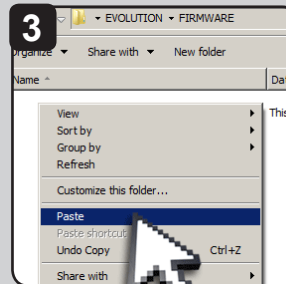 3
EVOLUTION FIRMWARE
Organize Share with New folder
Name
View
Sort by
Group by
Refresh
Customize this folder...
Paste
Paste shortcut
Undo Copy Ctrl+Z
Share with